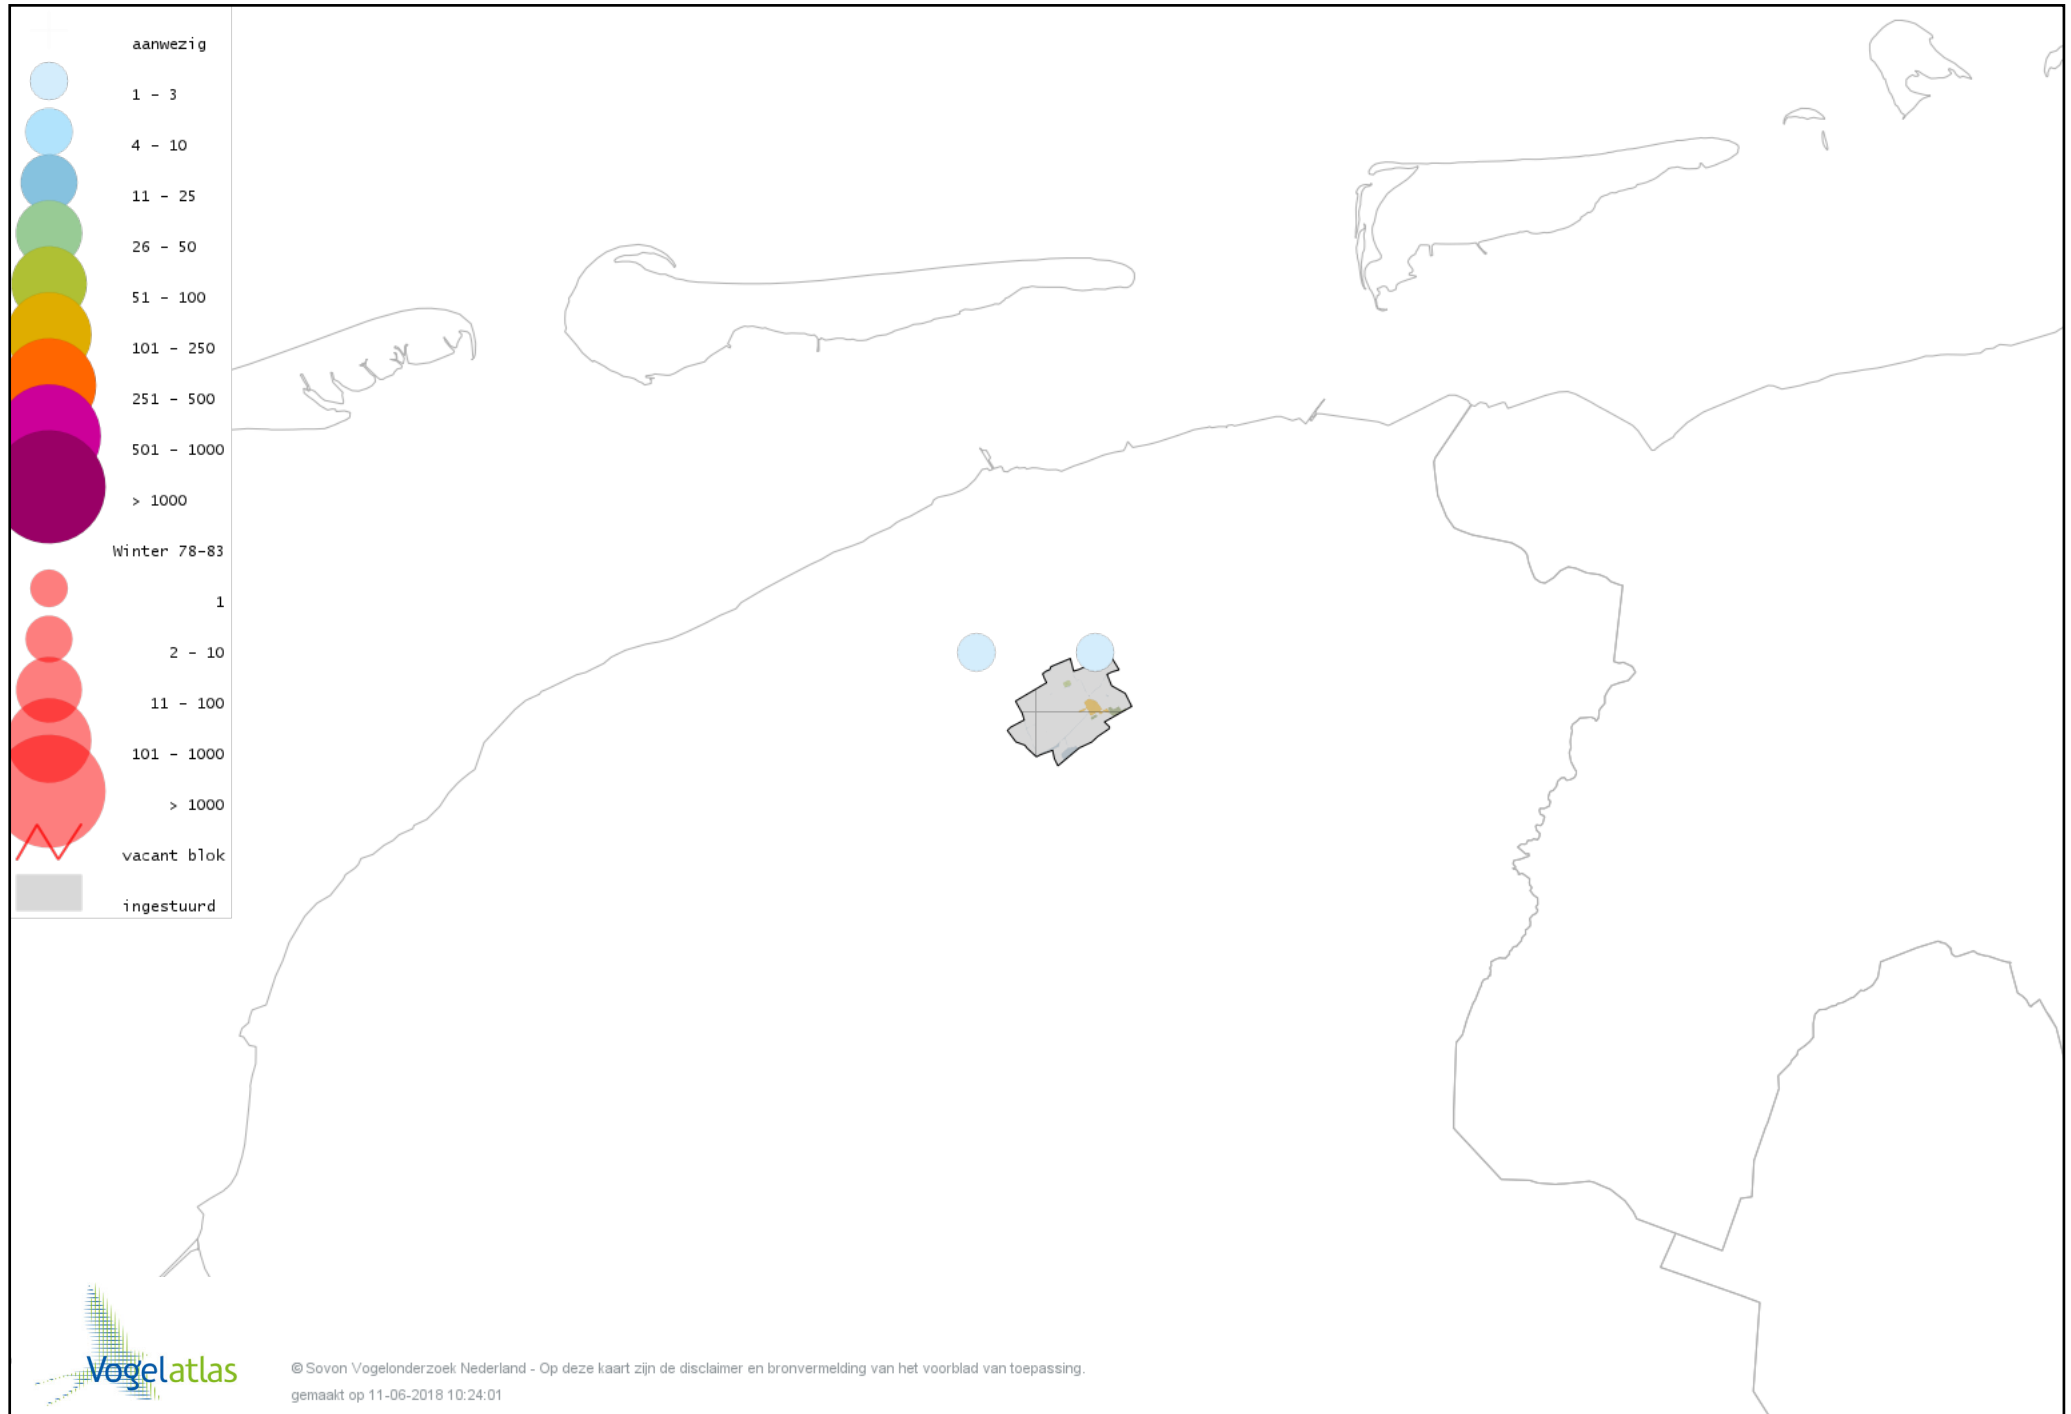 aanwezig
1 - 3
4 - 10
11 - 25
26 - 50
51 - 100
101 - 250
251 - 500
501 - 1000
> 1000
Winter 78-83
1
2 - 10
11 - 100
101 - 1000
> 1000
vacant blok
ingestuurd
Vogelatlas
© Sovon Vogelonderzoek Nederland - Op deze kaart zijn de disclaimer en bronvermelding van het voorblad van toepassing.
gemaakt op 11-06-2018 10:24:01